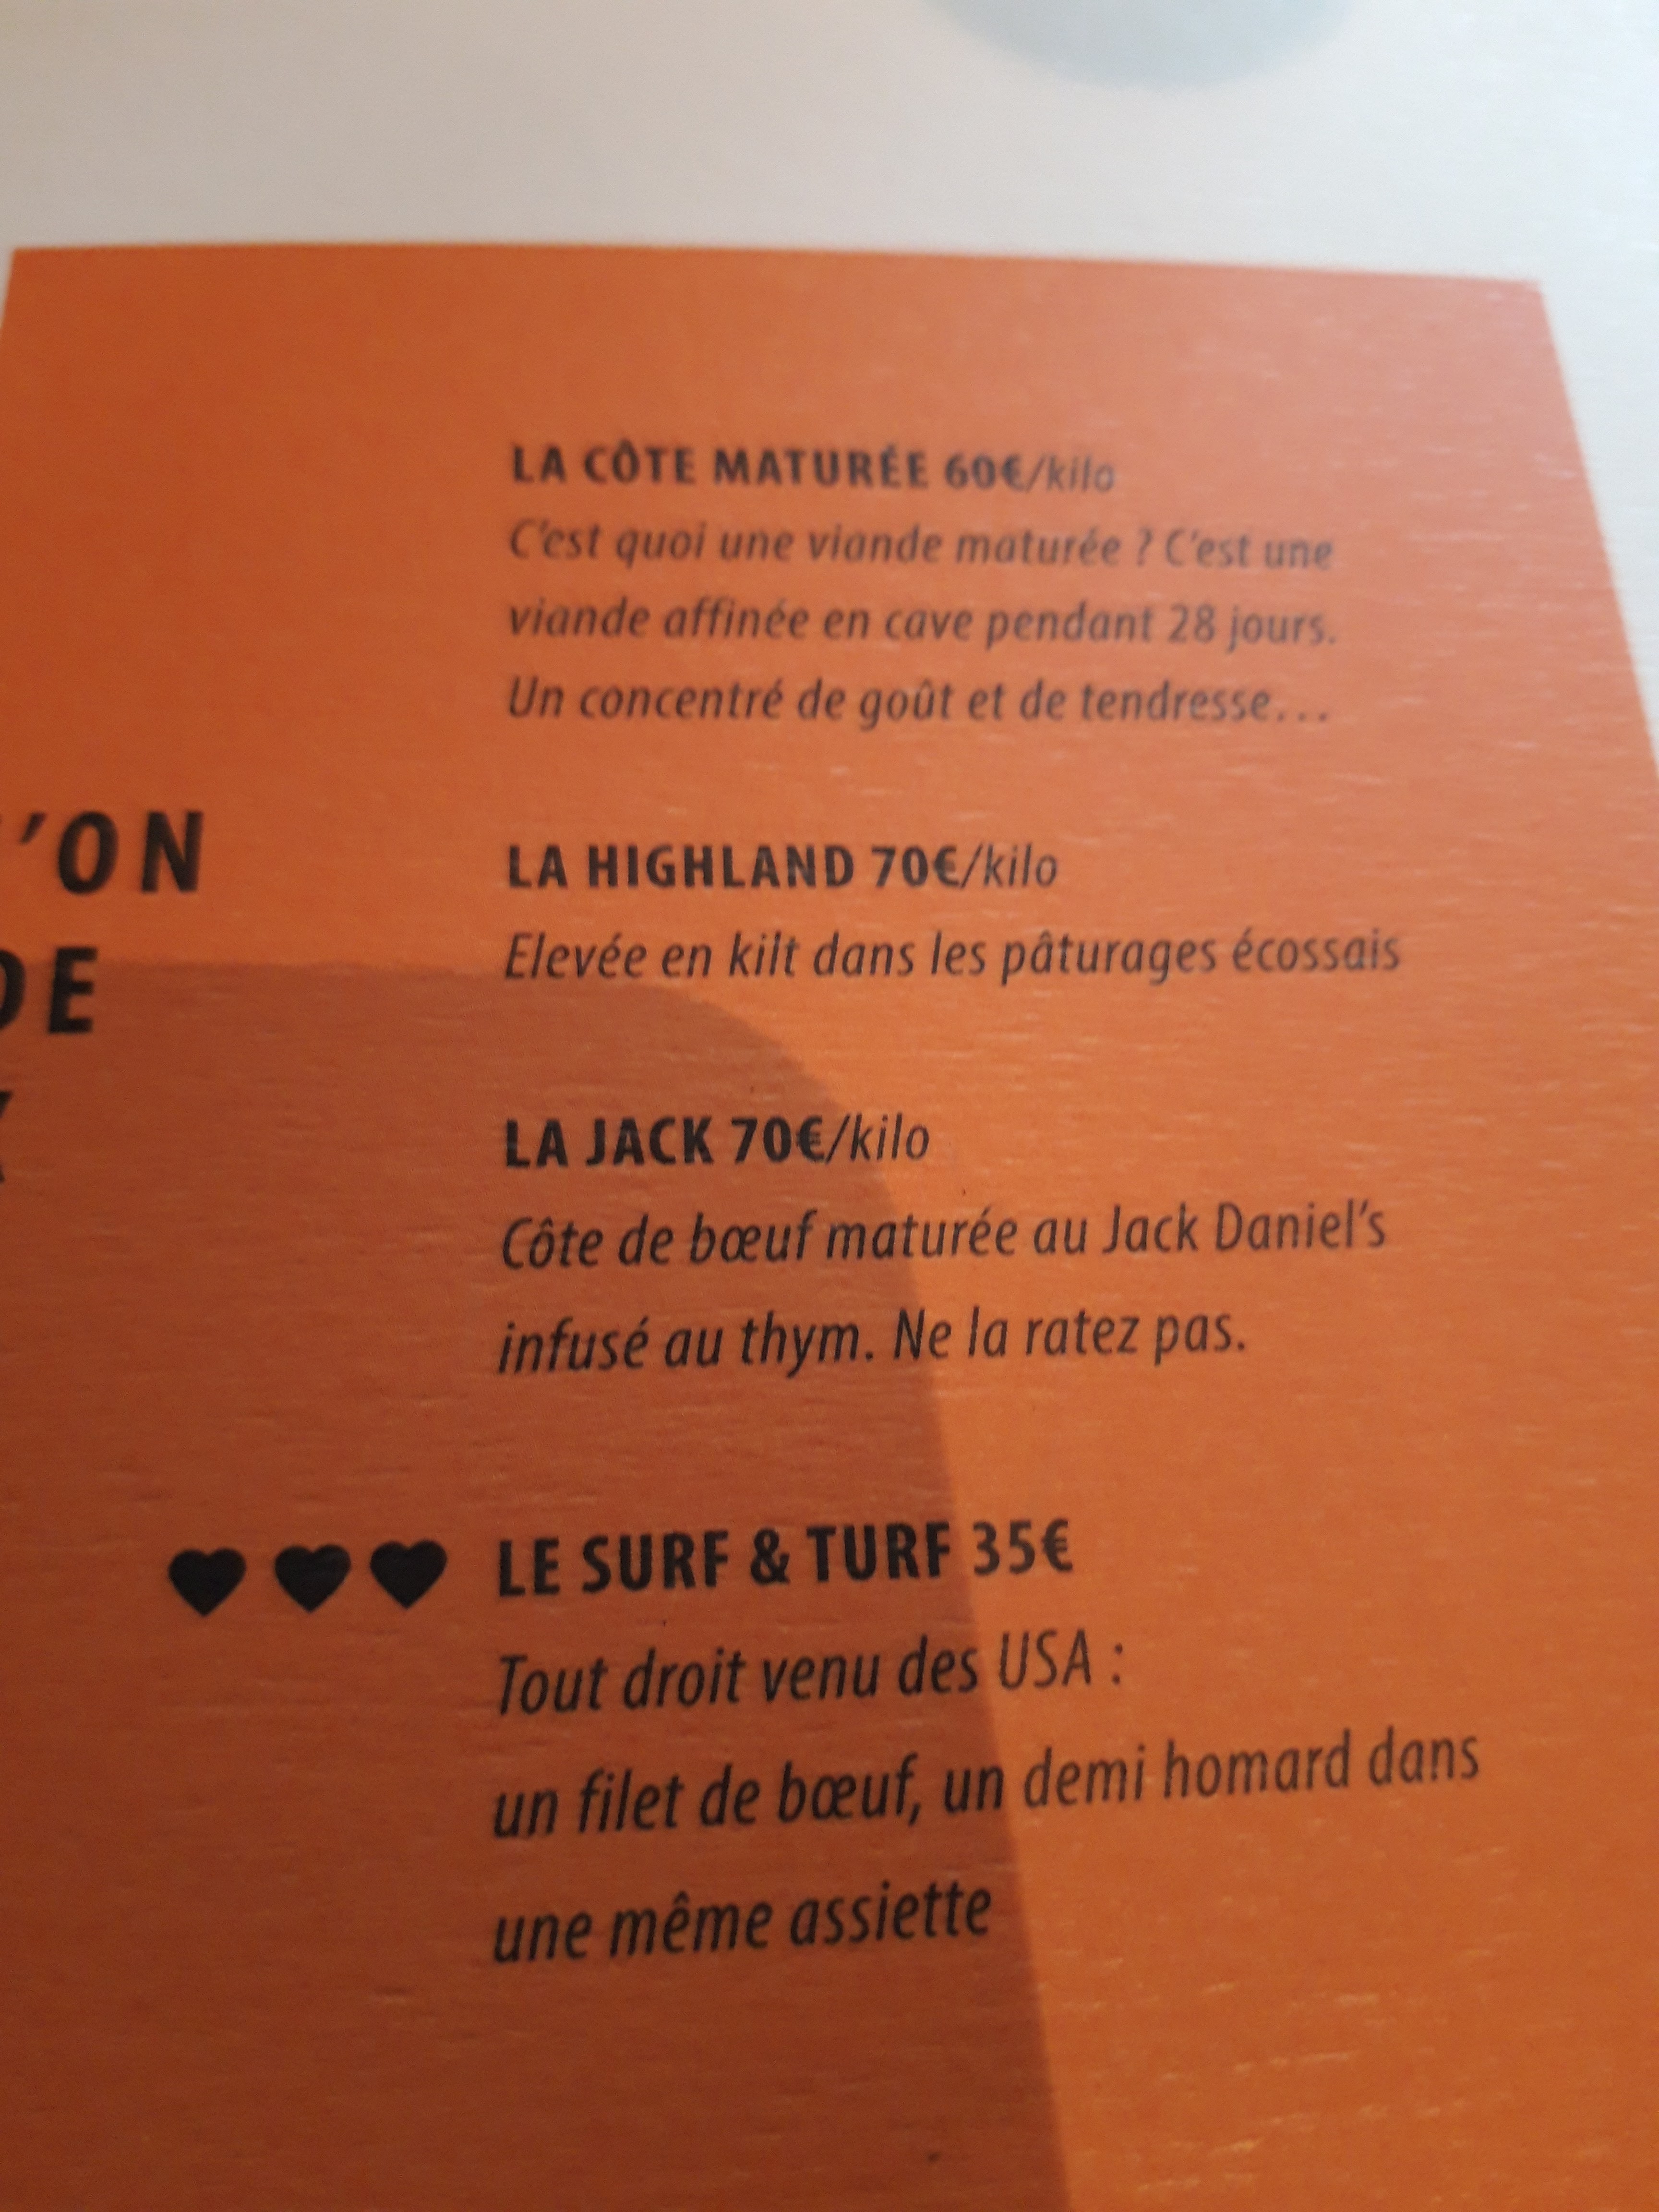 LA CÔTE MATURÉE 60€/kilo
C'est quoi une viande maturée ? C'est une
viande affinée en cave pendant 28 jours.
Un concentré de goût et de tendresse...
'ON
DE
LA HIGHLAND 70€/kilo
Elevée en kilt dans les pâturages écossais
LA JACK 70€/kilo
Côte de bœuf maturée au Jack Daniel's
infusé au thym. Ne la ratez pas.
♥ ♥ ♥ LE SURF & TURF 35€
Tout droit venu des USA :
un filet de bœuf, un demi homard dans
une même assiette